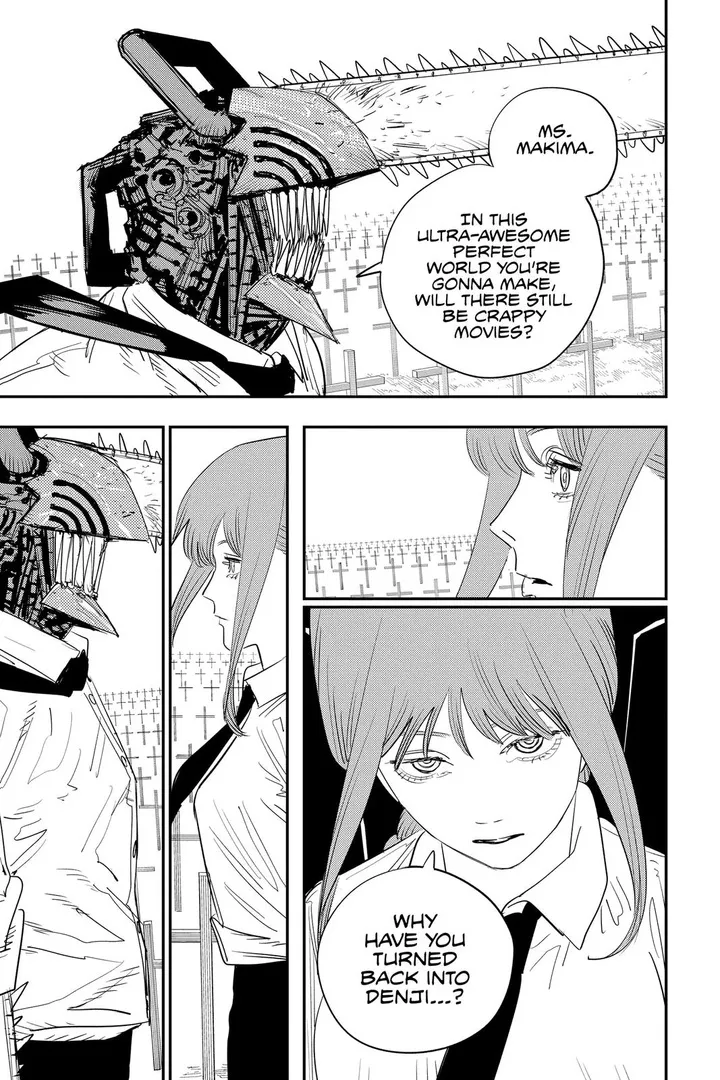 MS.
MAKIMA.
IN THIS
ULTRA-AWESOME
PERFECT
WORLD YOU'RE
GONNA MAKE,
WILL THERE STILL
BE CRAPPY
MOVIES?
WHY
HAVE YOU
TURNED
BACK INTO
DENJI...?